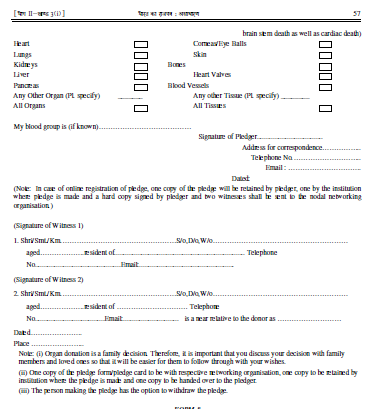 [भाग II—खण्ड 3(i)] भारत का राजपत्र : असाधारण 57
brain stem death as well as cardiac death)
Heart Corneas/Eye Balls
Lungs Skin
Kidneys Bones
Liver Heart Valves
Pancreas Blood Vessels
Any Other Organ (Pl. specify) ________ Any other Tissue (Pl. specify) ________
All Organs All Tissues
My blood group is (if known)................................................
Signature of Pledger................................
Address for correspondence...................
Telephone No...................................
Email : ....................................
Dated:
(Note: In case of online registration of pledge, one copy of the pledge will be retained by pledger, one by the institution
where pledge is made and a hard copy signed by pledger and two witnesses shall be sent to the nodal networking
organisation.)
(Signature of Witness 1)
1. Shri/Smt./Km............................................................S/o,D/o,W/o............................................................
aged.......................resident of............................................................ Telephone
No............................................Email:............................................................
(Signature of Witness 2)
2. Shri/Smt./Km............................................................S/o,D/o,W/o............................................................
aged.......................resident of .................................... Telephone
No...................................Email:............................ is a near relative to the donor as ................................
Dated..........................
Place ..........................
Note: (i) Organ donation is a family decision. Therefore, it is important that you discuss your decision with family
members and loved ones so that it will be easier for them to follow through with your wishes.
(ii) One copy of the pledge form/pledge card to be with respective networking organisation, one copy to be retained by
institution where the pledge is made and one copy to be handed over to the pledger.
(iii) The person making the pledge has the option to withdraw the pledge.